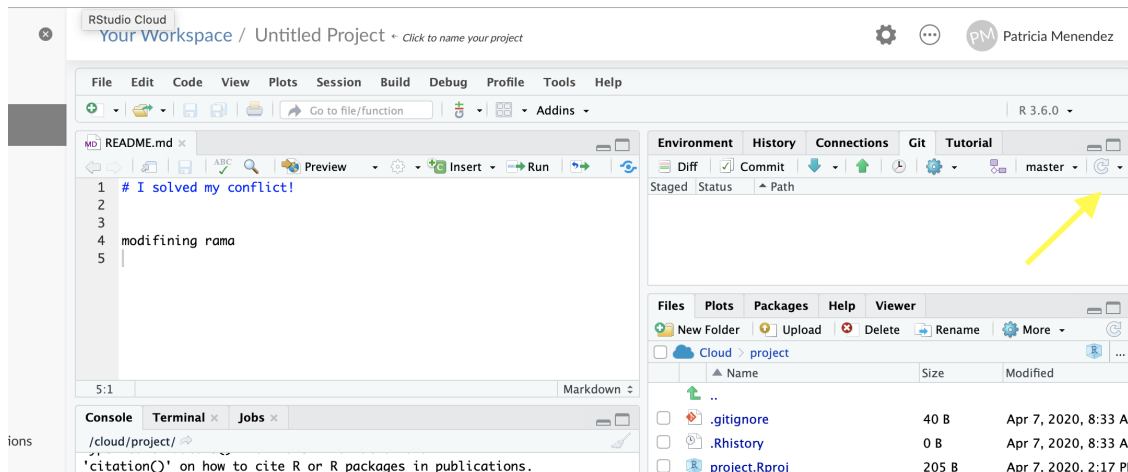 RStudio Cloud
Your Workspace / Untitled Project Click to name your project
PM Patricia Menendez
File Edit Code View Plots Session Build Debug Profile Tools Help
Go to file/function Addins R 3.6.0
MD README.md
ABC Preview Insert Run
1 # I solved my conflict!
2
3
4 modifining rama
5
5:1 Markdown
Console Terminal Jobs
/cloud/project/
'citation()' on how to cite R or R packages in publications.
Environment History Connections Git Tutorial
Diff Commit master
Staged Status Path
Files Plots Packages Help Viewer
New Folder Upload Delete Rename More
Cloud project R ...
Name Size Modified
..
.gitignore 40 B Apr 7, 2020, 8:33 A
.Rhistory 0 B Apr 7, 2020, 8:33 A
project.Rproj 205 B Apr 7, 2020, 2:17 P
ions